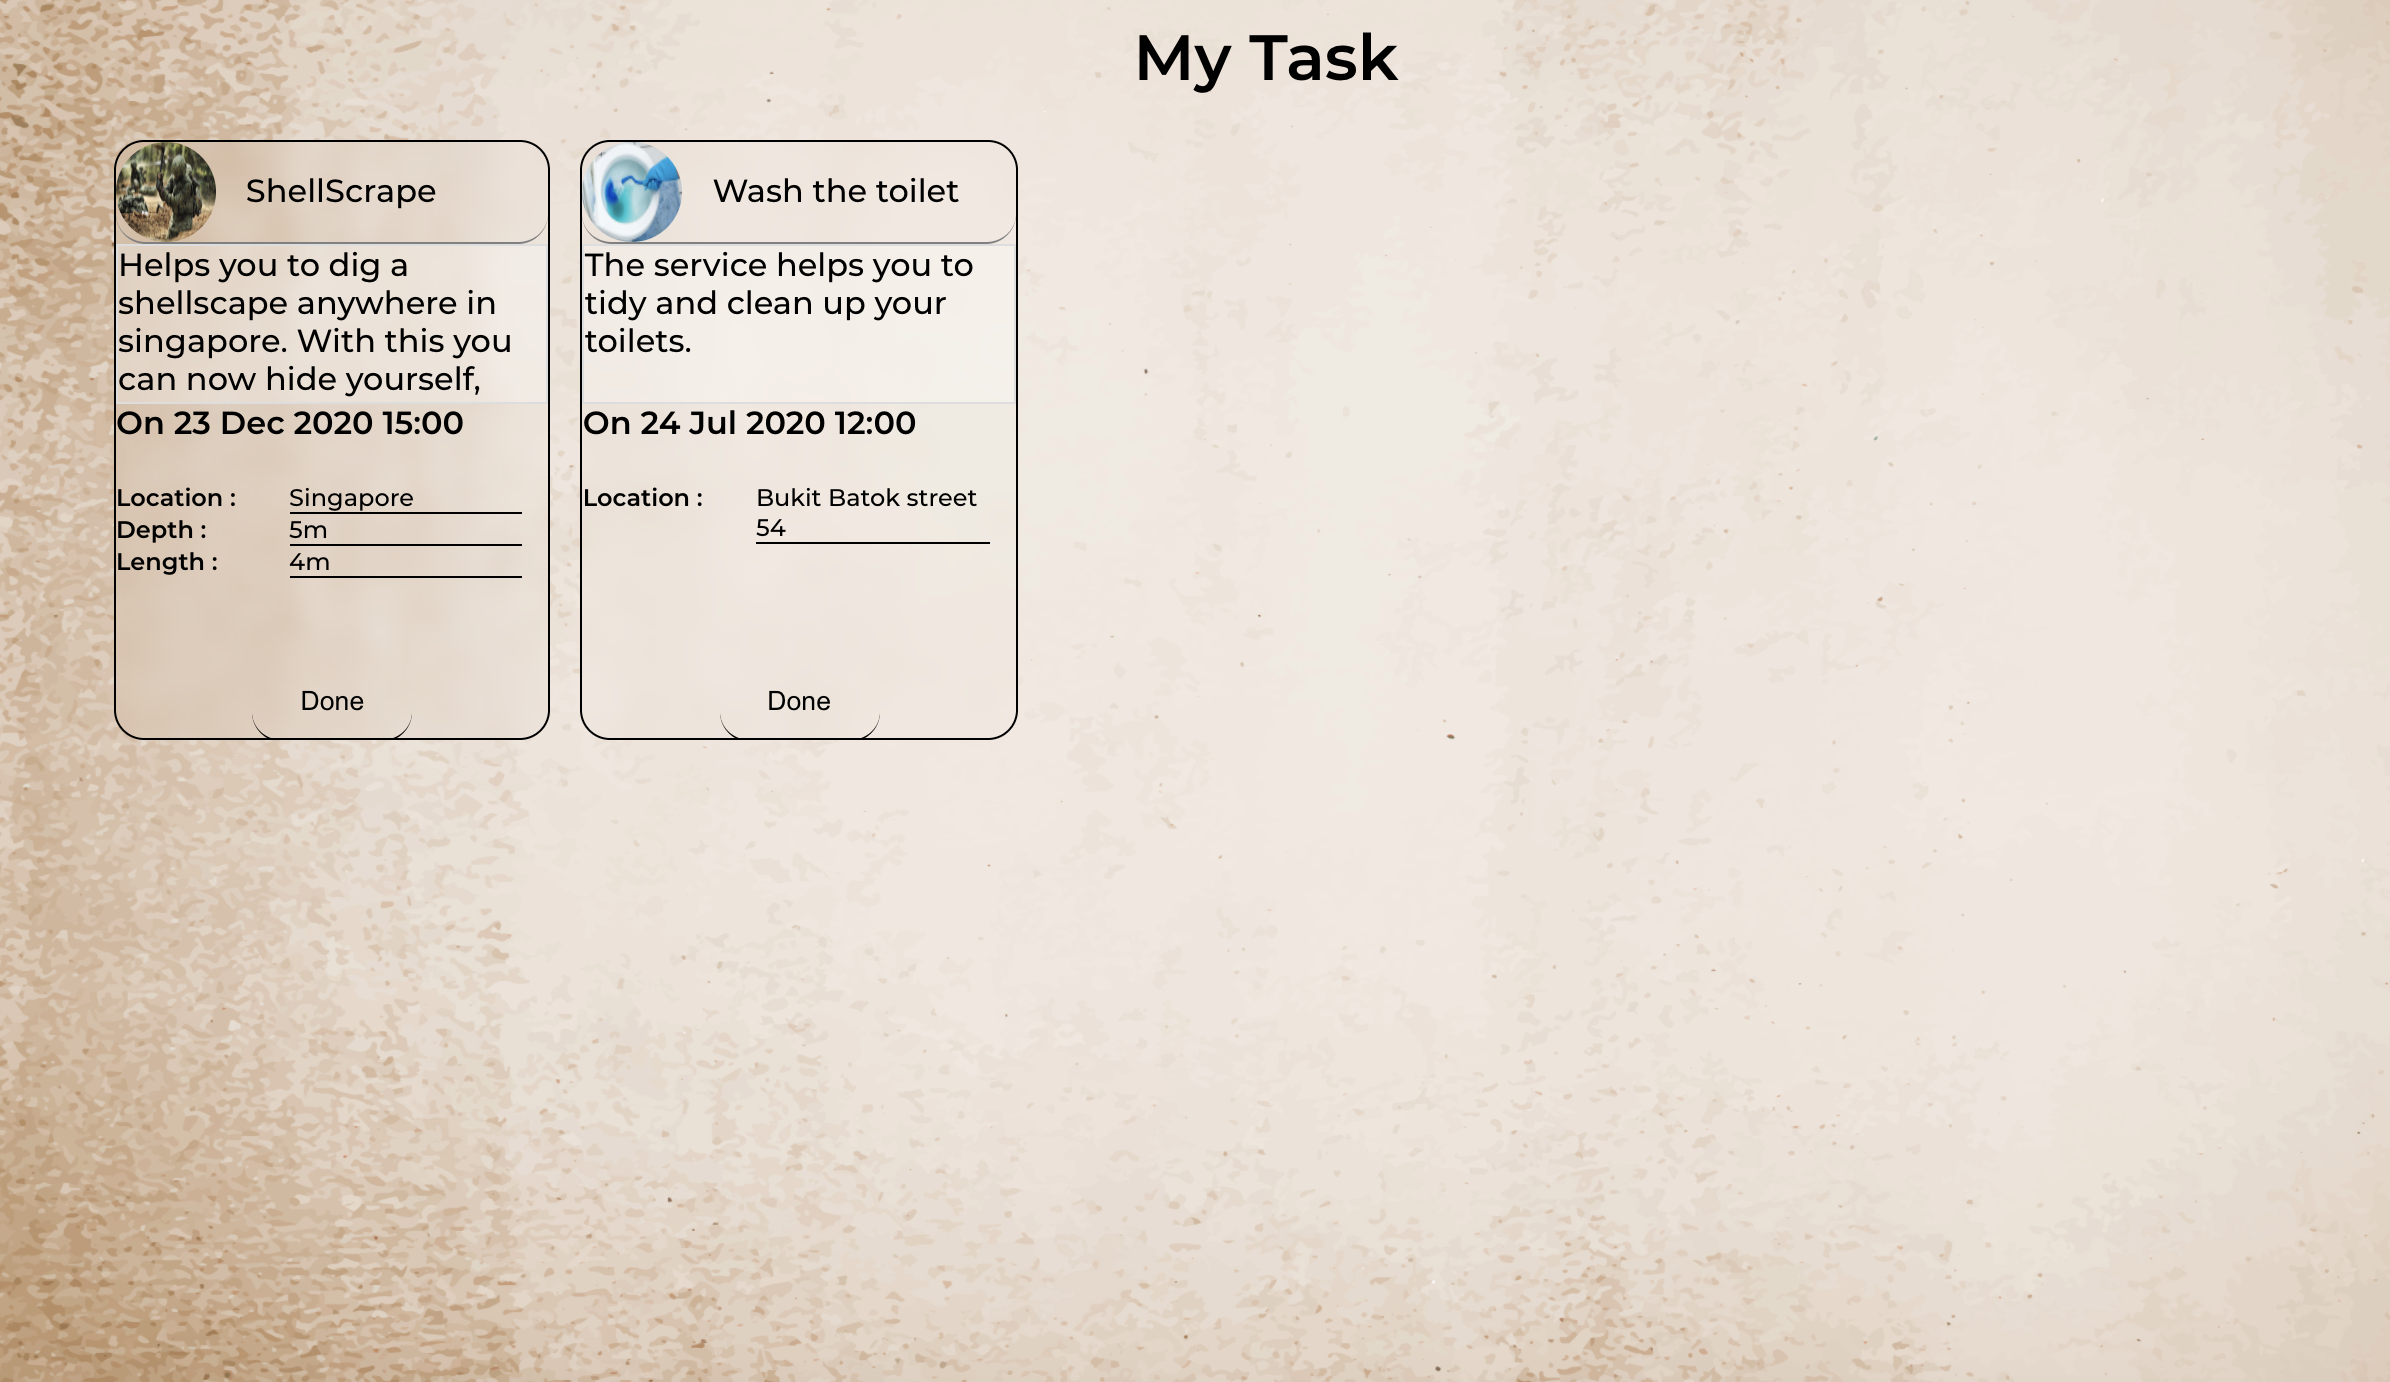 My Task
ShellScrape
Helps you to dig a
shellscape anywhere in
singapore. With this you
can now hide yourself,
On 23 Dec 2020 15:00
Location : Singapore
Depth : 5m
Length : 4m
Done
Wash the toilet
The service helps you to
tidy and clean up your
toilets.
On 24 Jul 2020 12:00
Location : Bukit Batok street
54
Done